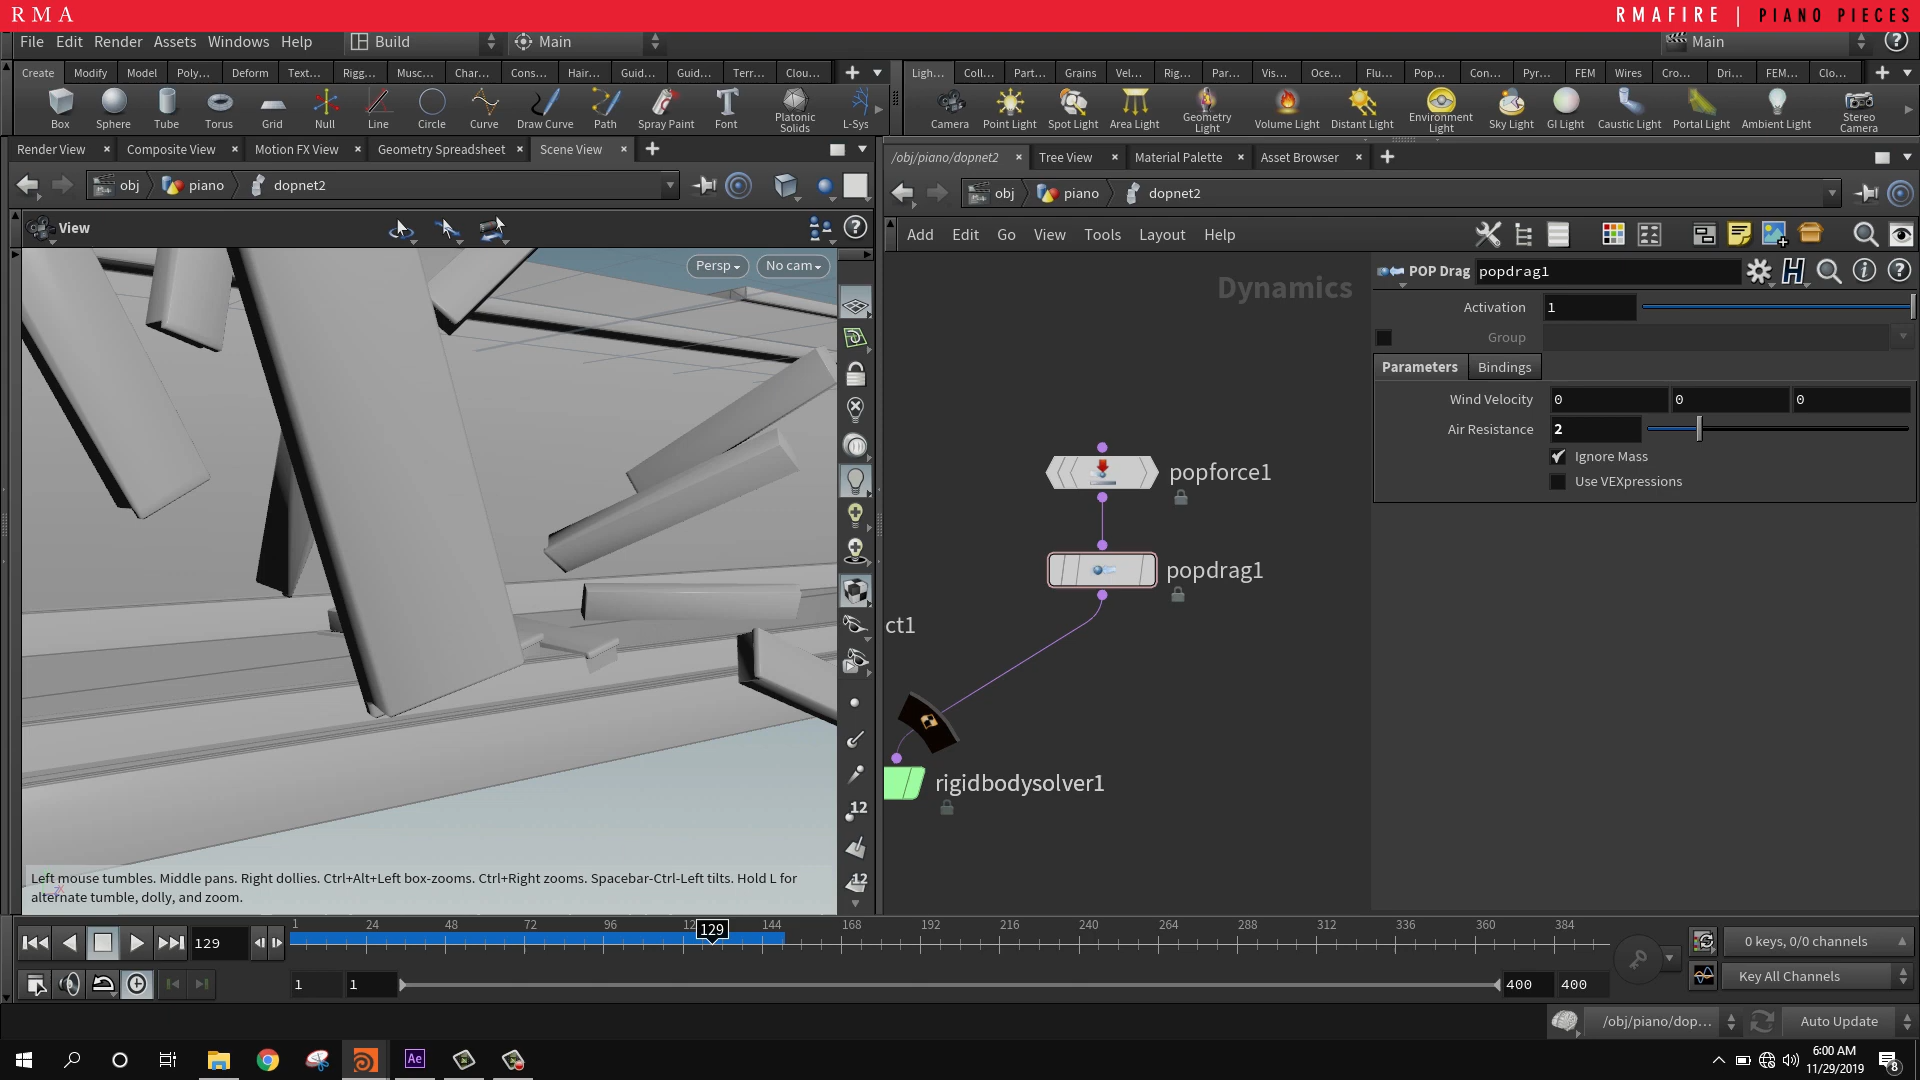 RMA
RMAFIRE | PIANO PIECES
File Edit Render Assets Windows Help Build Main Main
Create Modify Model Poly... Deform Text... Rigg... Musc... Char... Cons... Hair... Guid... Guid... Terr... Clou...
Ligh... Coll... Part... Grains Vel... Rig... Par... Vis... Oce... Flu... Pop... Con... Pyr... FEM Wires Cro... Dri... FEM... Clo...
Box Sphere Tube Torus Grid Null Line Circle Curve Draw Curve Path Spray Paint Font Platonic Solids L-Sys
Camera Point Light Spot Light Area Light Geometry Light Volume Light Distant Light Environment Light Sky Light GI Light Caustic Light Portal Light Ambient Light Stereo Camera
Render View Composite View Motion FX View Geometry Spreadsheet Scene View
/obj/piano/dopnet2 Tree View Material Palette Asset Browser
obj piano dopnet2
obj piano dopnet2
View
Add Edit Go View Tools Layout Help
Persp No cam
Dynamics
POP Drag popdrag1
Activation 1
Group
Parameters Bindings
Wind Velocity 0 0 0
Air Resistance 2
Ignore Mass
Use VEXpressions
popforce1
popdrag1
ct1
rigidbodysolver1
12
12
Left mouse tumbles. Middle pans. Right dollies. Ctrl+Alt+Left box-zooms. Ctrl+Right zooms. Spacebar-Ctrl-Left tilts. Hold L for
alternate tumble, dolly, and zoom.
1 24 48 72 96 12 144 168 192 216 240 264 288 312 336 360 384
129 129
0 keys, 0/0 channels
1 1 400 400
Key All Channels
/obj/piano/dop... Auto Update
Ae
6:00 AM
11/29/2019
8